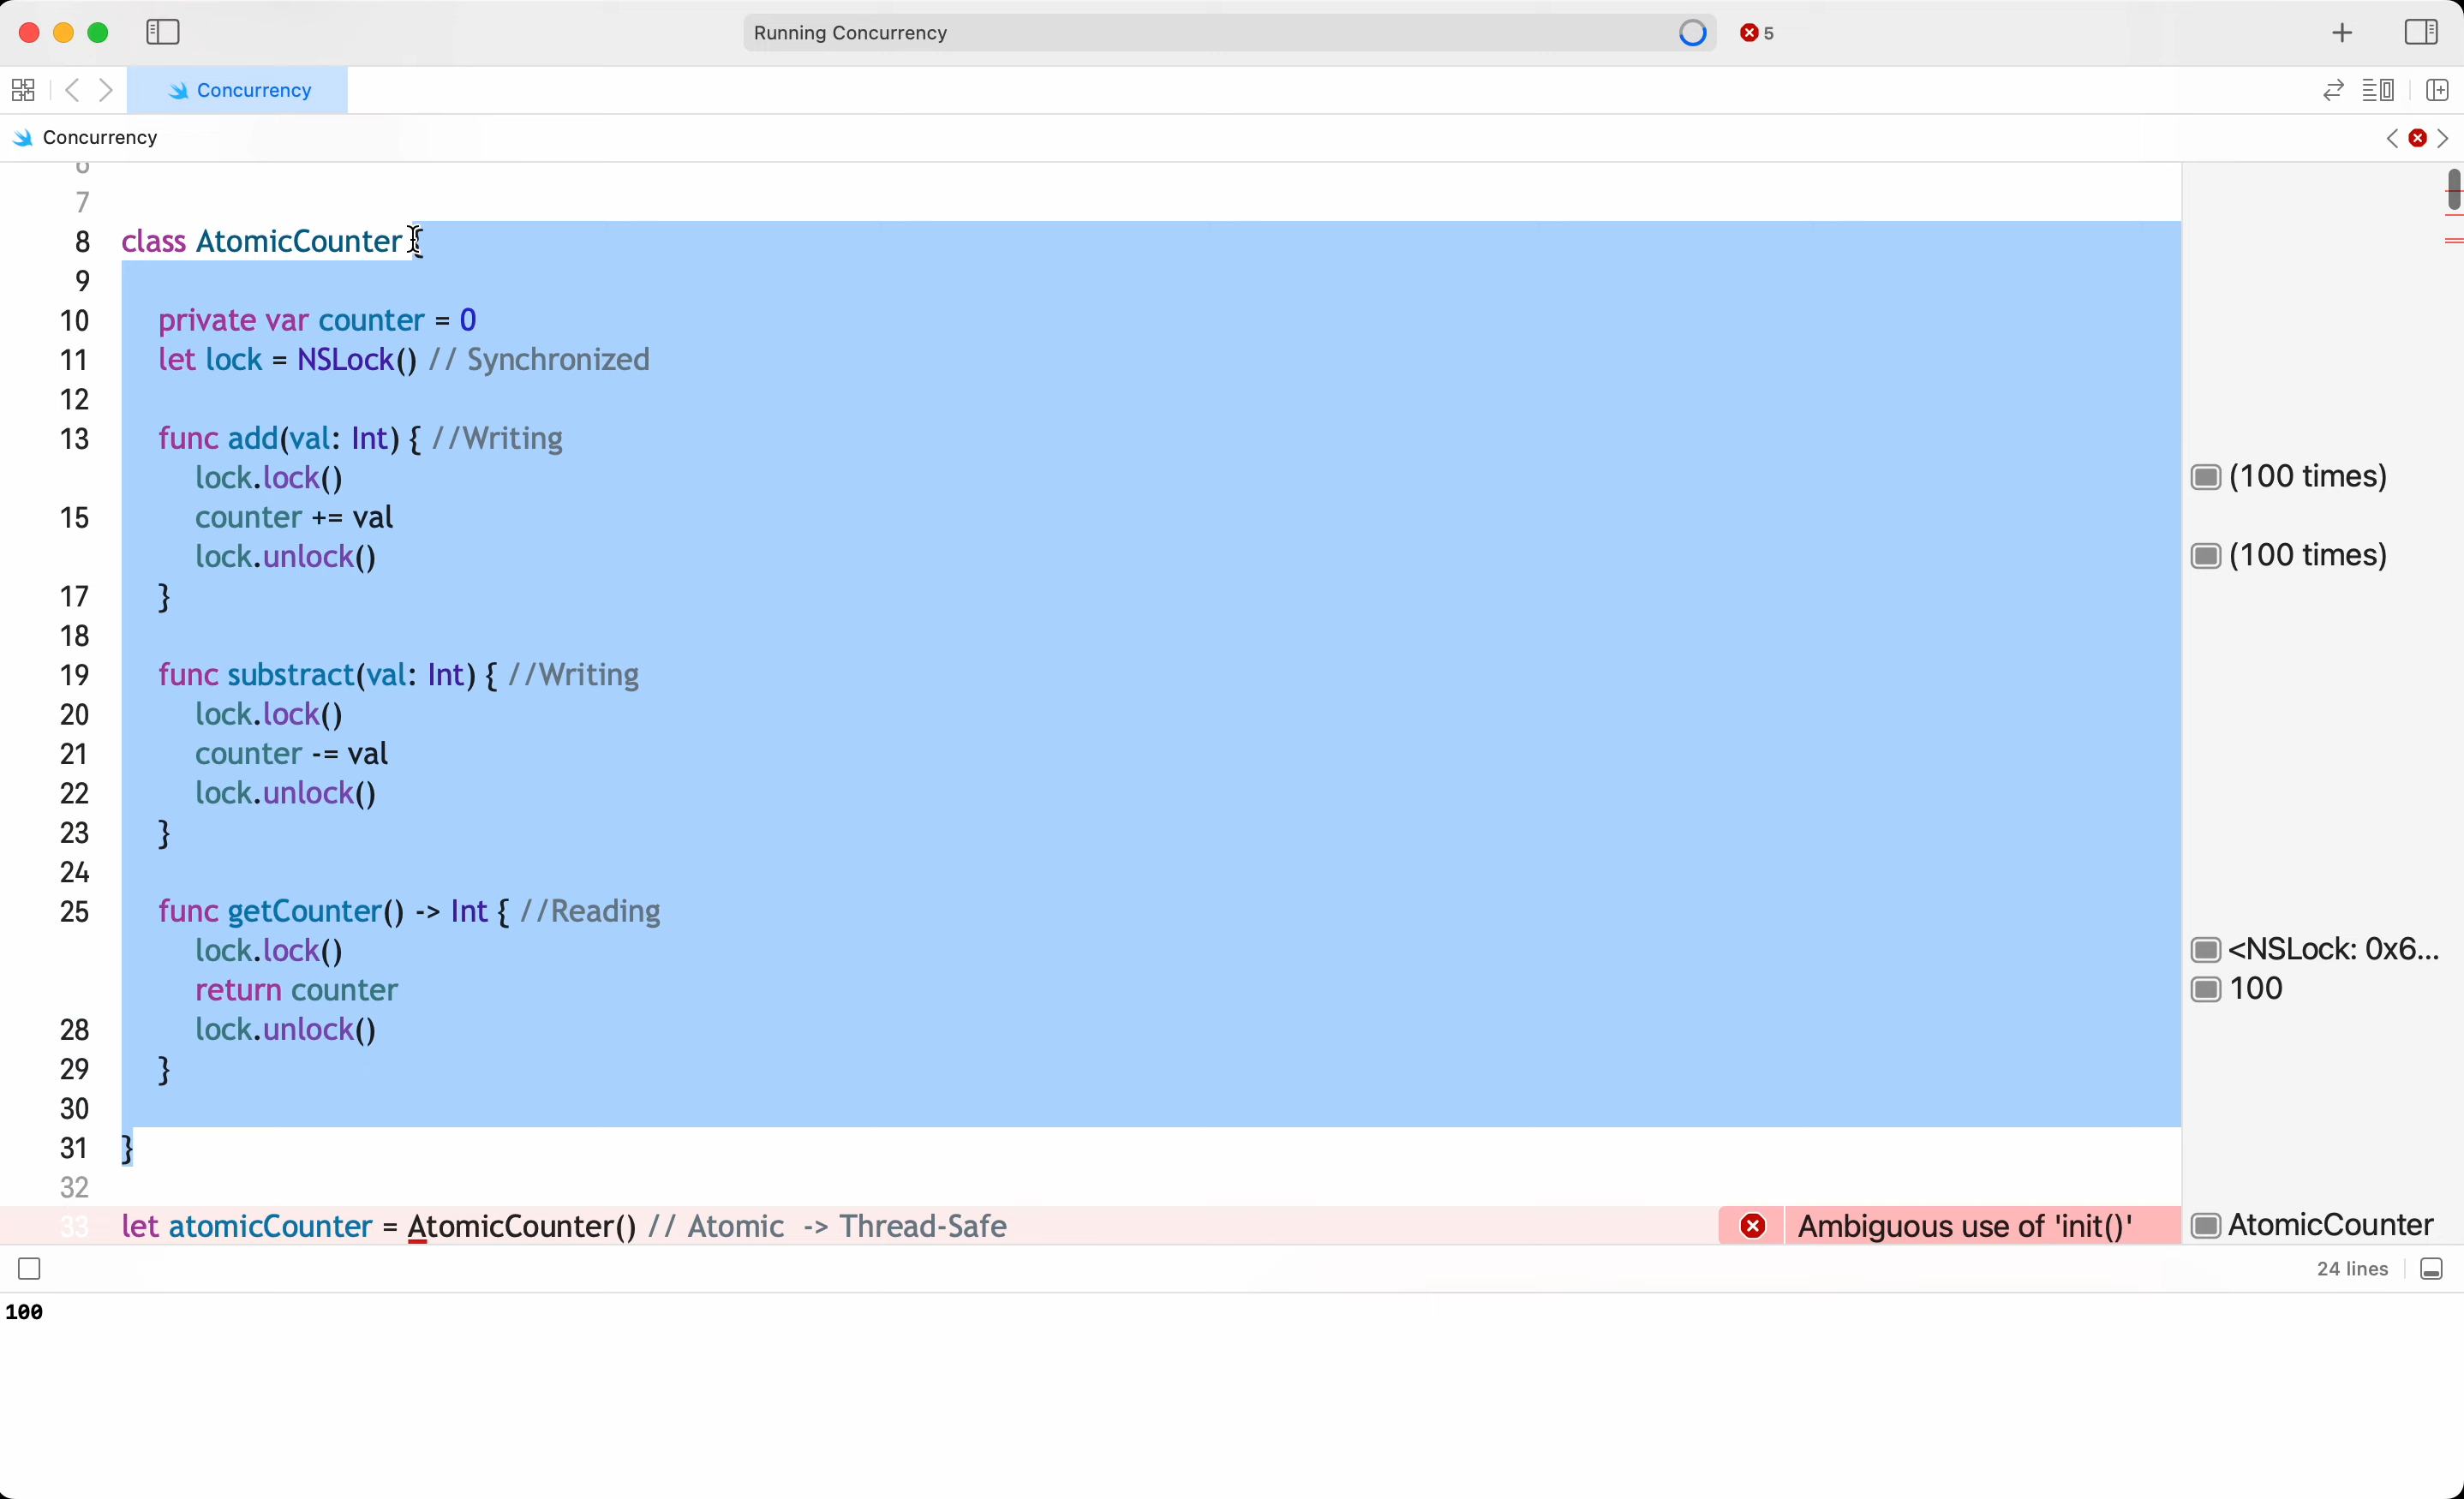 Running Concurrency 5
Concurrency
Concurrency
6
7
8 class AtomicCounter {
9
10 private var counter = 0
11 let lock = NSLock() // Synchronized
12
13 func add(val: Int) { //Writing
lock.lock() (100 times)
15 counter += val
lock.unlock() (100 times)
17 }
18
19 func substract(val: Int) { //Writing
20 lock.lock()
21 counter -= val
22 lock.unlock()
23 }
24
25 func getCounter() -> Int { //Reading
lock.lock() <NSLock: 0x6...
return counter 100
28 lock.unlock()
29 }
30
31 }
32
33 let atomicCounter = AtomicCounter() // Atomic -> Thread-Safe Ambiguous use of 'init()' AtomicCounter
24 lines
100